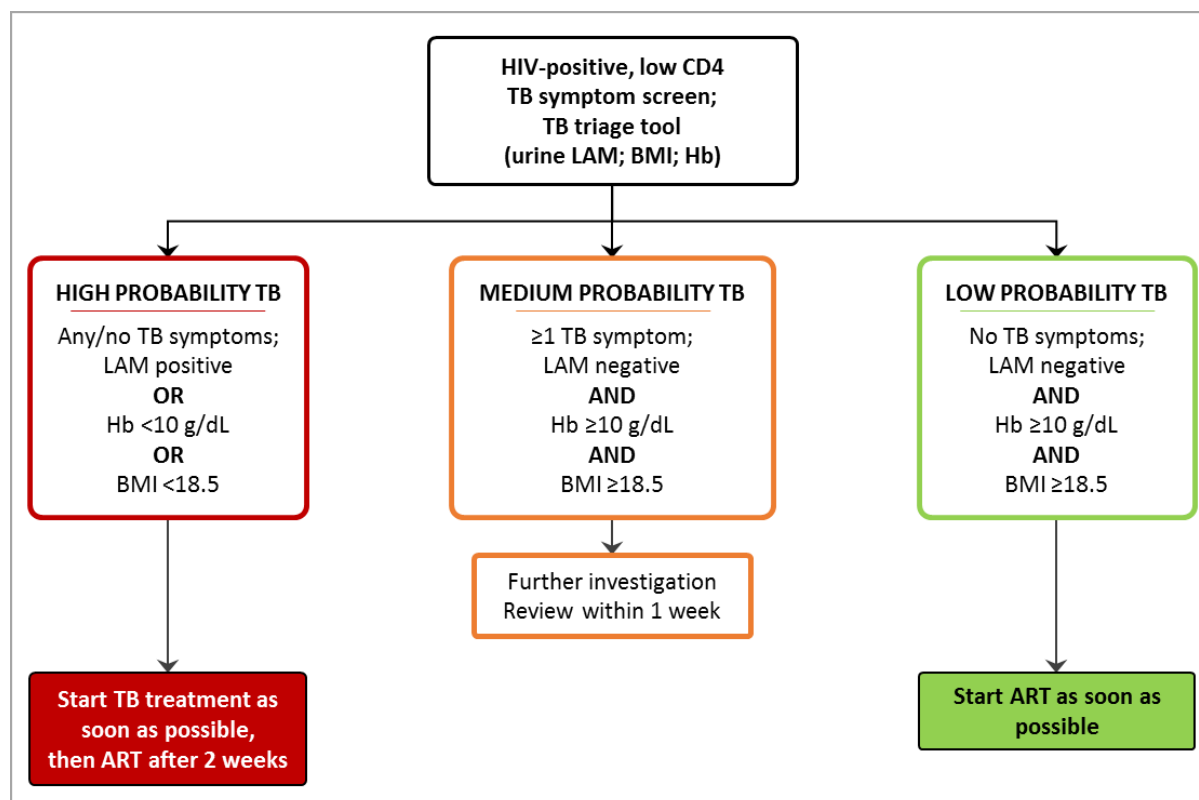 HIV-positive, low CD4
TB symptom screen;
TB triage tool
(urine LAM; BMI; Hb)
HIGH PROBABILITY TB
Any/no TB symptoms;
LAM positive
OR
Hb <10 g/dL
OR
BMI <18.5
MEDIUM PROBABILITY TB
≥1 TB symptom;
LAM negative
AND
Hb ≥10 g/dL
AND
BMI ≥18.5
LOW PROBABILITY TB
No TB symptoms;
LAM negative
AND
Hb ≥10 g/dL
AND
BMI ≥18.5
Further investigation
Review within 1 week
Start TB treatment as
soon as possible,
then ART after 2 weeks
Start ART as soon as
possible